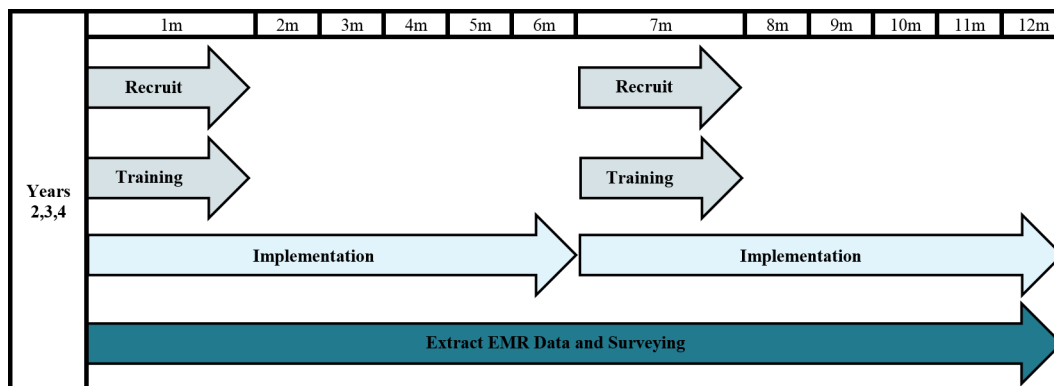 1m 2m 3m 4m 5m 6m 7m 8m 9m 10m 11m 12m
Years
2,3,4
Recruit Recruit
Training Training
Implementation Implementation
Extract EMR Data and Surveying